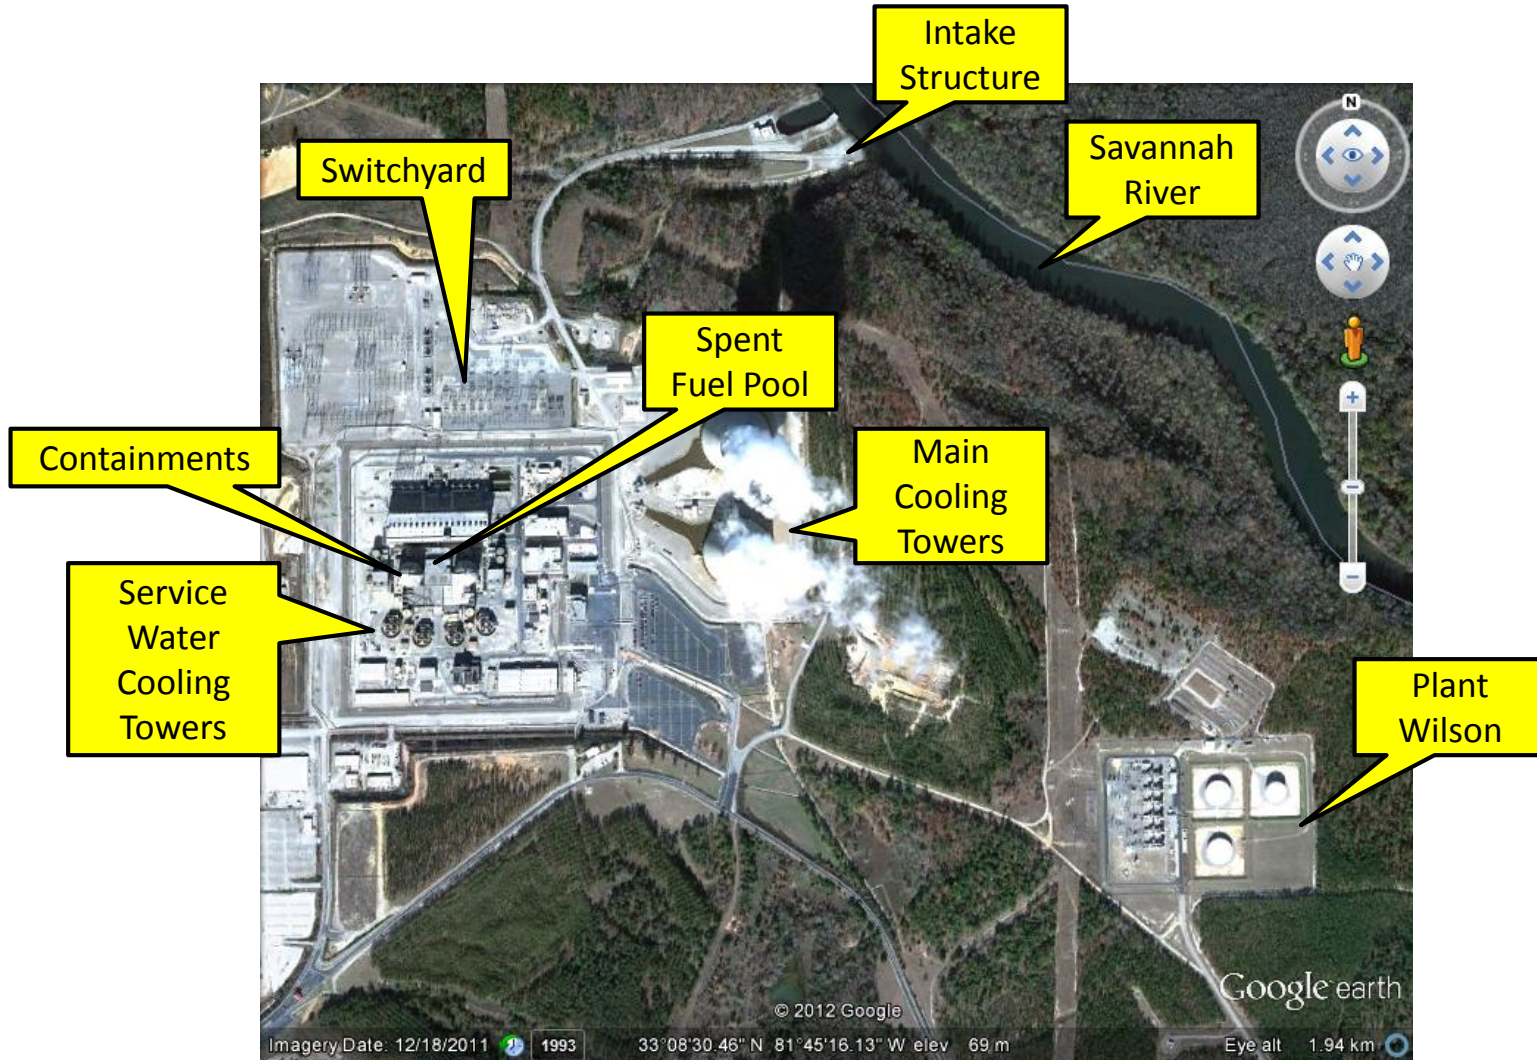 Intake
Structure
Savannah
River
N
Switchyard
Spent
Fuel Pool
Containments
Main
Cooling
Towers
Service
Water
Cooling
Towers
Plant
Wilson
Google earth
© 2012 Google
Imagery Date: 12/18/2011 1993 33°08'30.46" N 81°45'16.13" W elev 69 m Eye alt 1.94 km